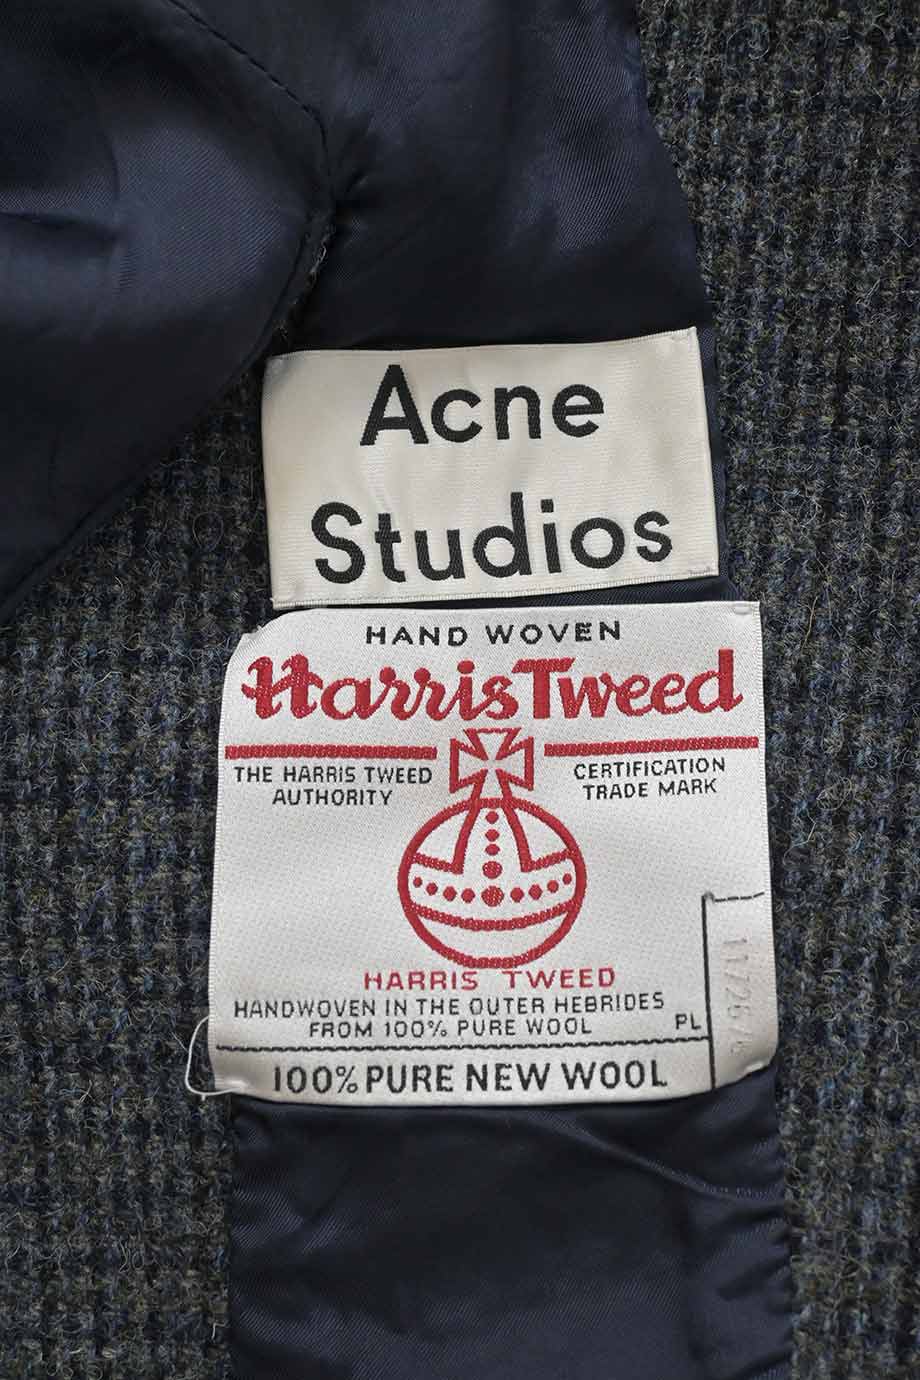 Acne
Studios
HAND WOVEN
Harris Tweed
THE HARRIS TWEED
AUTHORITY
CERTIFICATION
TRADE MARK
HARRIS TWEED
HANDWOVEN IN THE OUTER HEBRIDES
FROM 100% PURE WOOL
PL
100% PURE NEW WOOL